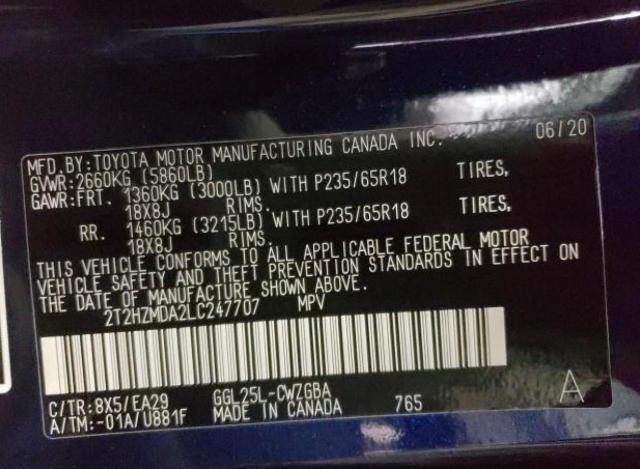 MFD.BY:TOYOTA MOTOR MANUFACTURING CANADA INC. 06/20
GVWR:2660KG (5860LB)
GAWR:FRT. 1360KG (3000LB) WITH P235/65R18 TIRES,
18X8J RIMS.
RR. 1460KG (3215LB) WITH P235/65R18 TIRES,
18X8J RIMS.
THIS VEHICLE CONFORMS TO ALL APPLICABLE FEDERAL MOTOR
VEHICLE SAFETY AND THEFT PREVENTION STANDARDS IN EFFECT ON
THE DATE OF MANUFACTURE SHOWN ABOVE.
2T2HZMDA2LC247707 MPV
C/TR:8X5/EA29 GGL25L-CWZGBA
A/TM:-01A/U881F MADE IN CANADA 765 A